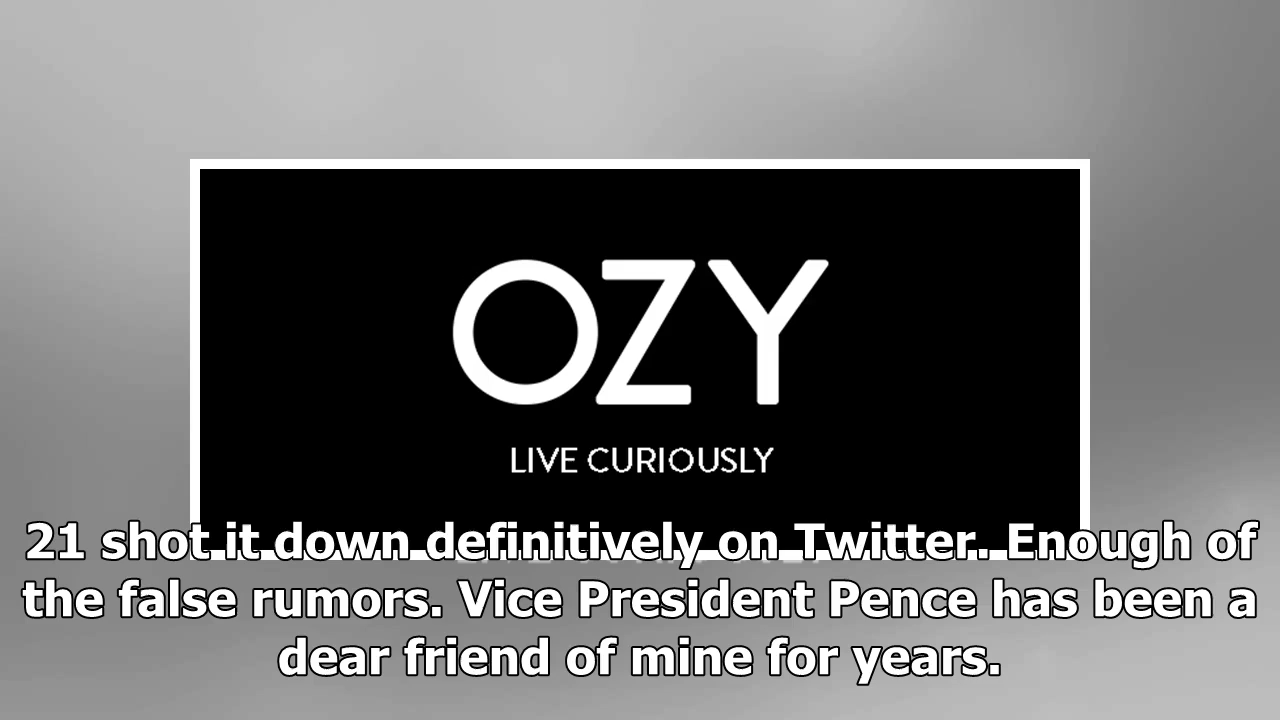 OZY
LIVE CURIOUSLY
21 shot it down definitively on Twitter. Enough of
the false rumors. Vice President Pence has been a
dear friend of mine for years.